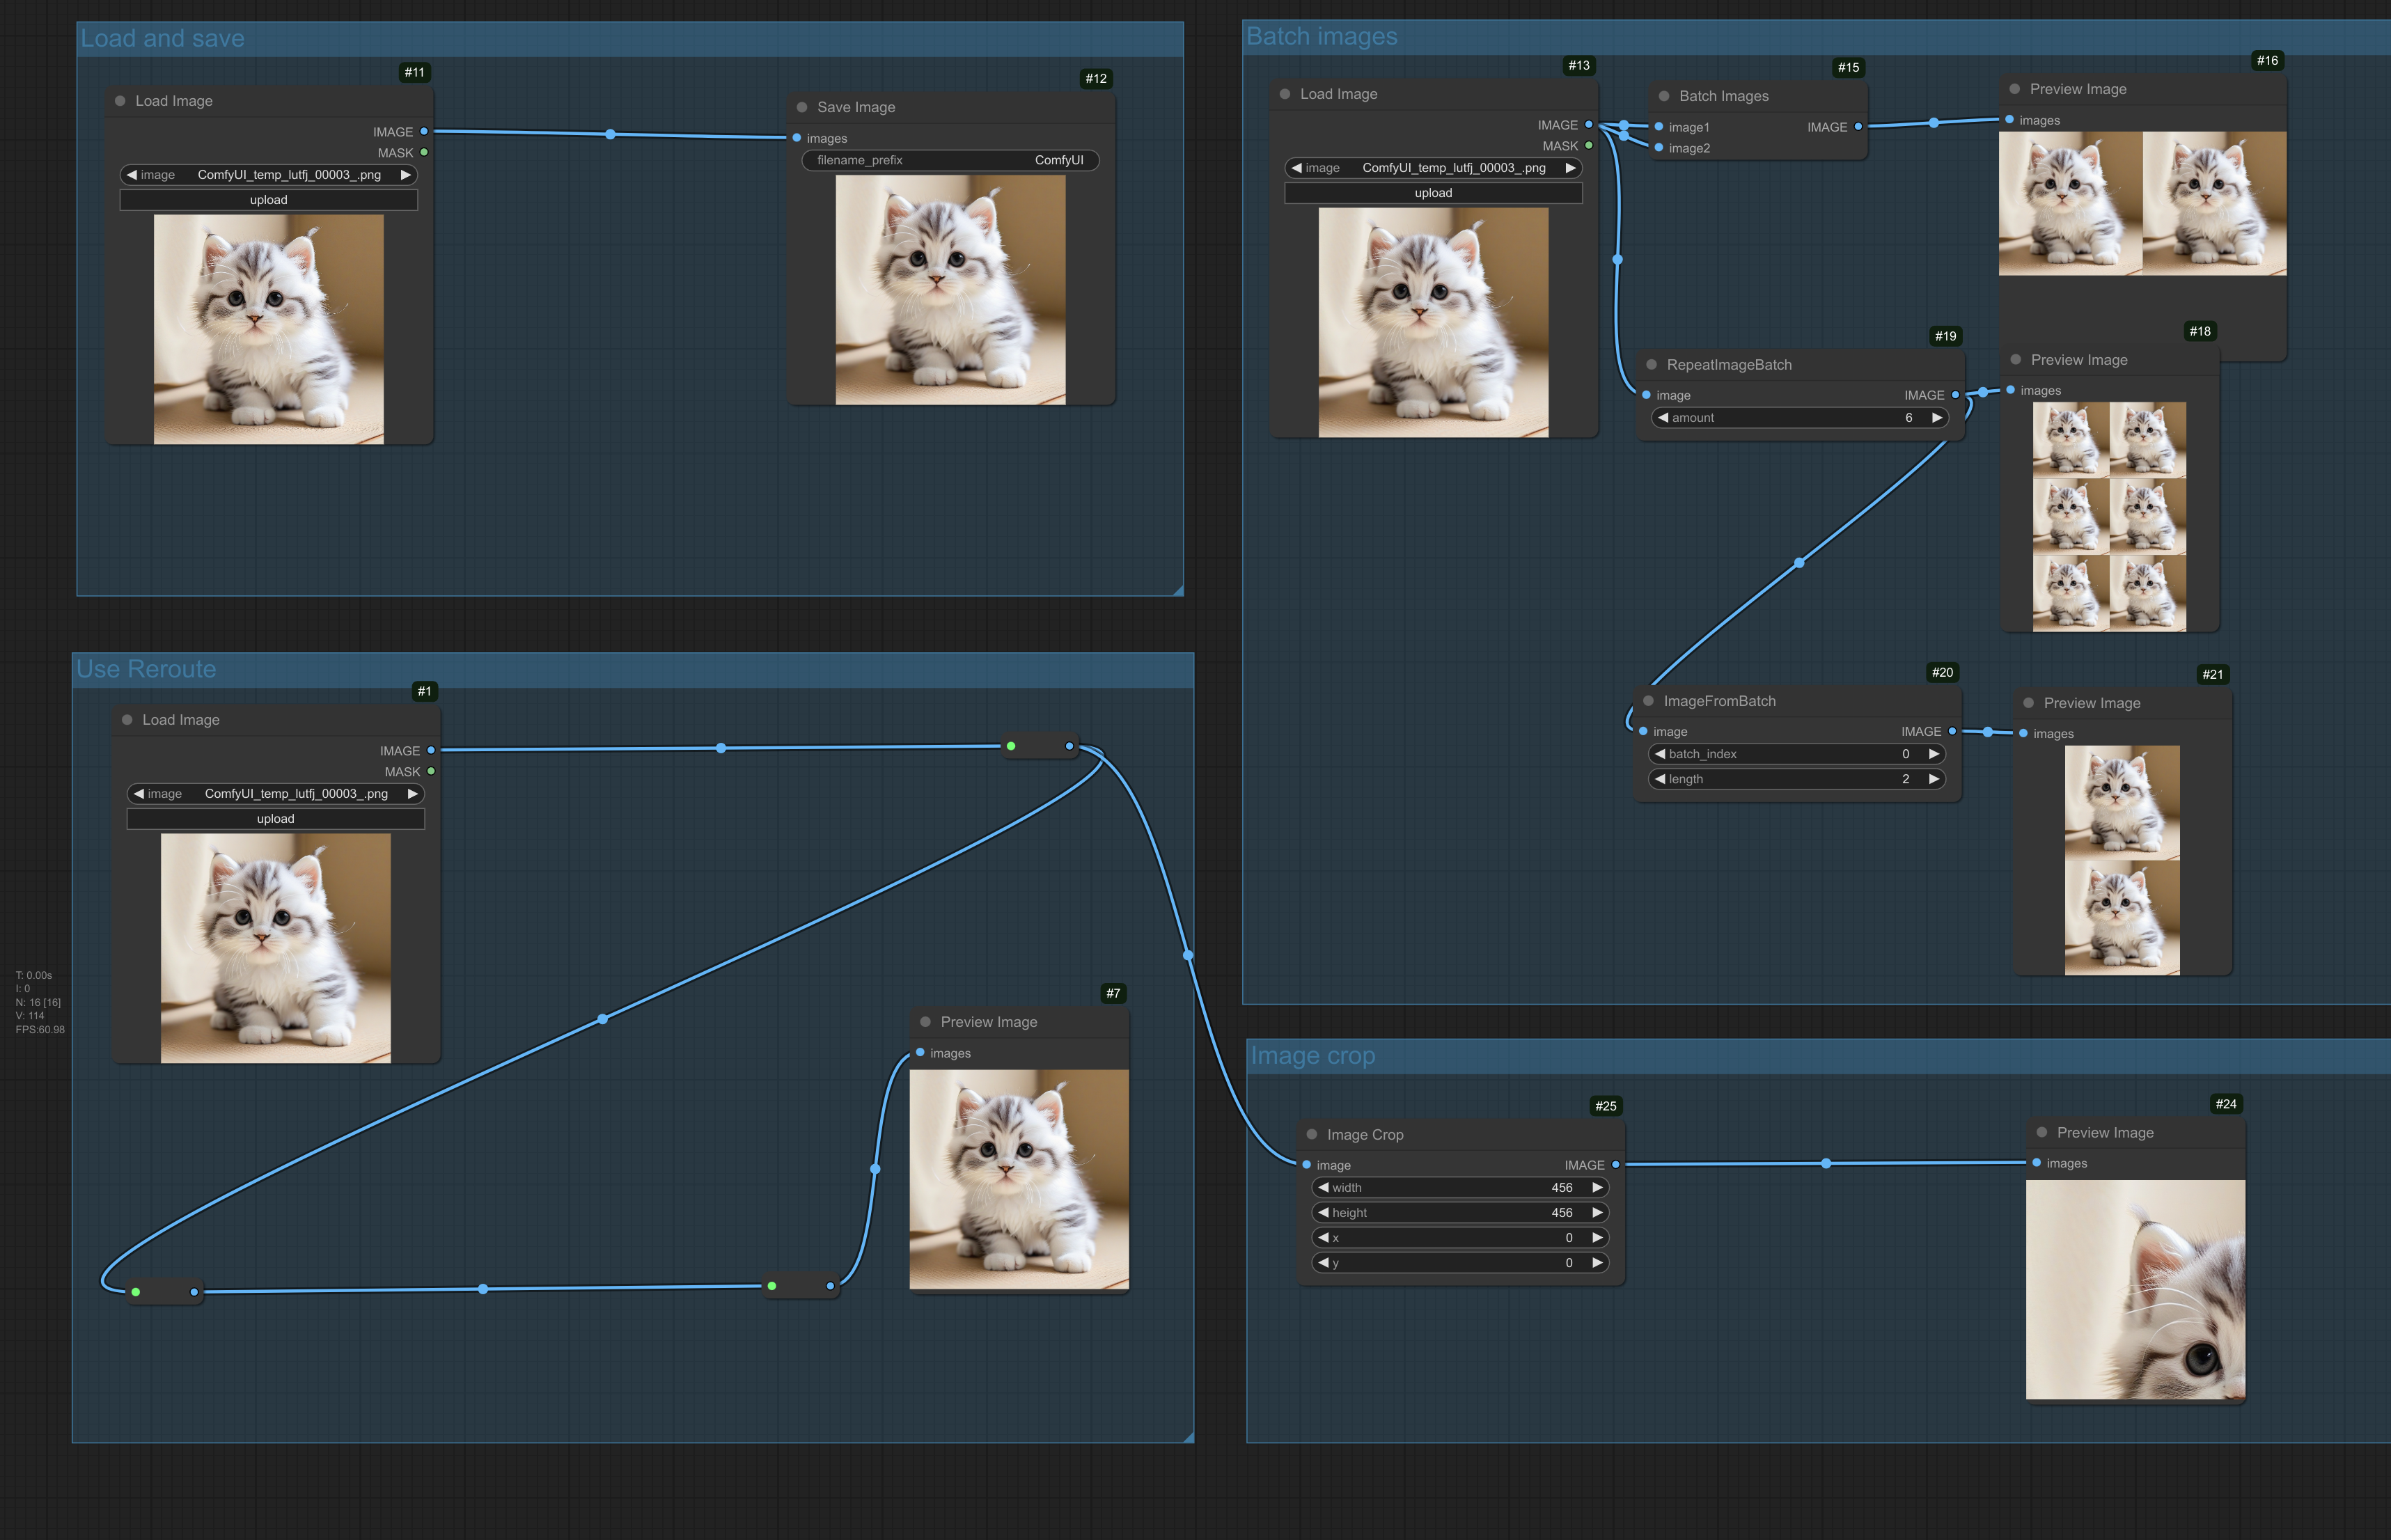 Load and save
#11
Load Image
IMAGE
MASK
image ComfyUI_temp_lutfj_00003_.png
upload
#12
Save Image
images
filename_prefix ComfyUI
Batch images
#13
Load Image
IMAGE
MASK
image ComfyUI_temp_lutfj_00003_.png
upload
#15
Batch Images
image1 IMAGE
image2
#16
Preview Image
images
#19
RepeatImageBatch
image IMAGE
amount 6
#18
Preview Image
images
#20
ImageFromBatch
image IMAGE
batch_index 0
length 2
#21
Preview Image
images
Use Reroute
#1
Load Image
IMAGE
MASK
image ComfyUI_temp_lutfj_00003_.png
upload
#7
Preview Image
images
T: 0.00s
I: 0
N: 16 [16]
V: 114
FPS:60.98
Image crop
#25
Image Crop
image IMAGE
width 456
height 456
x 0
y 0
#24
Preview Image
images